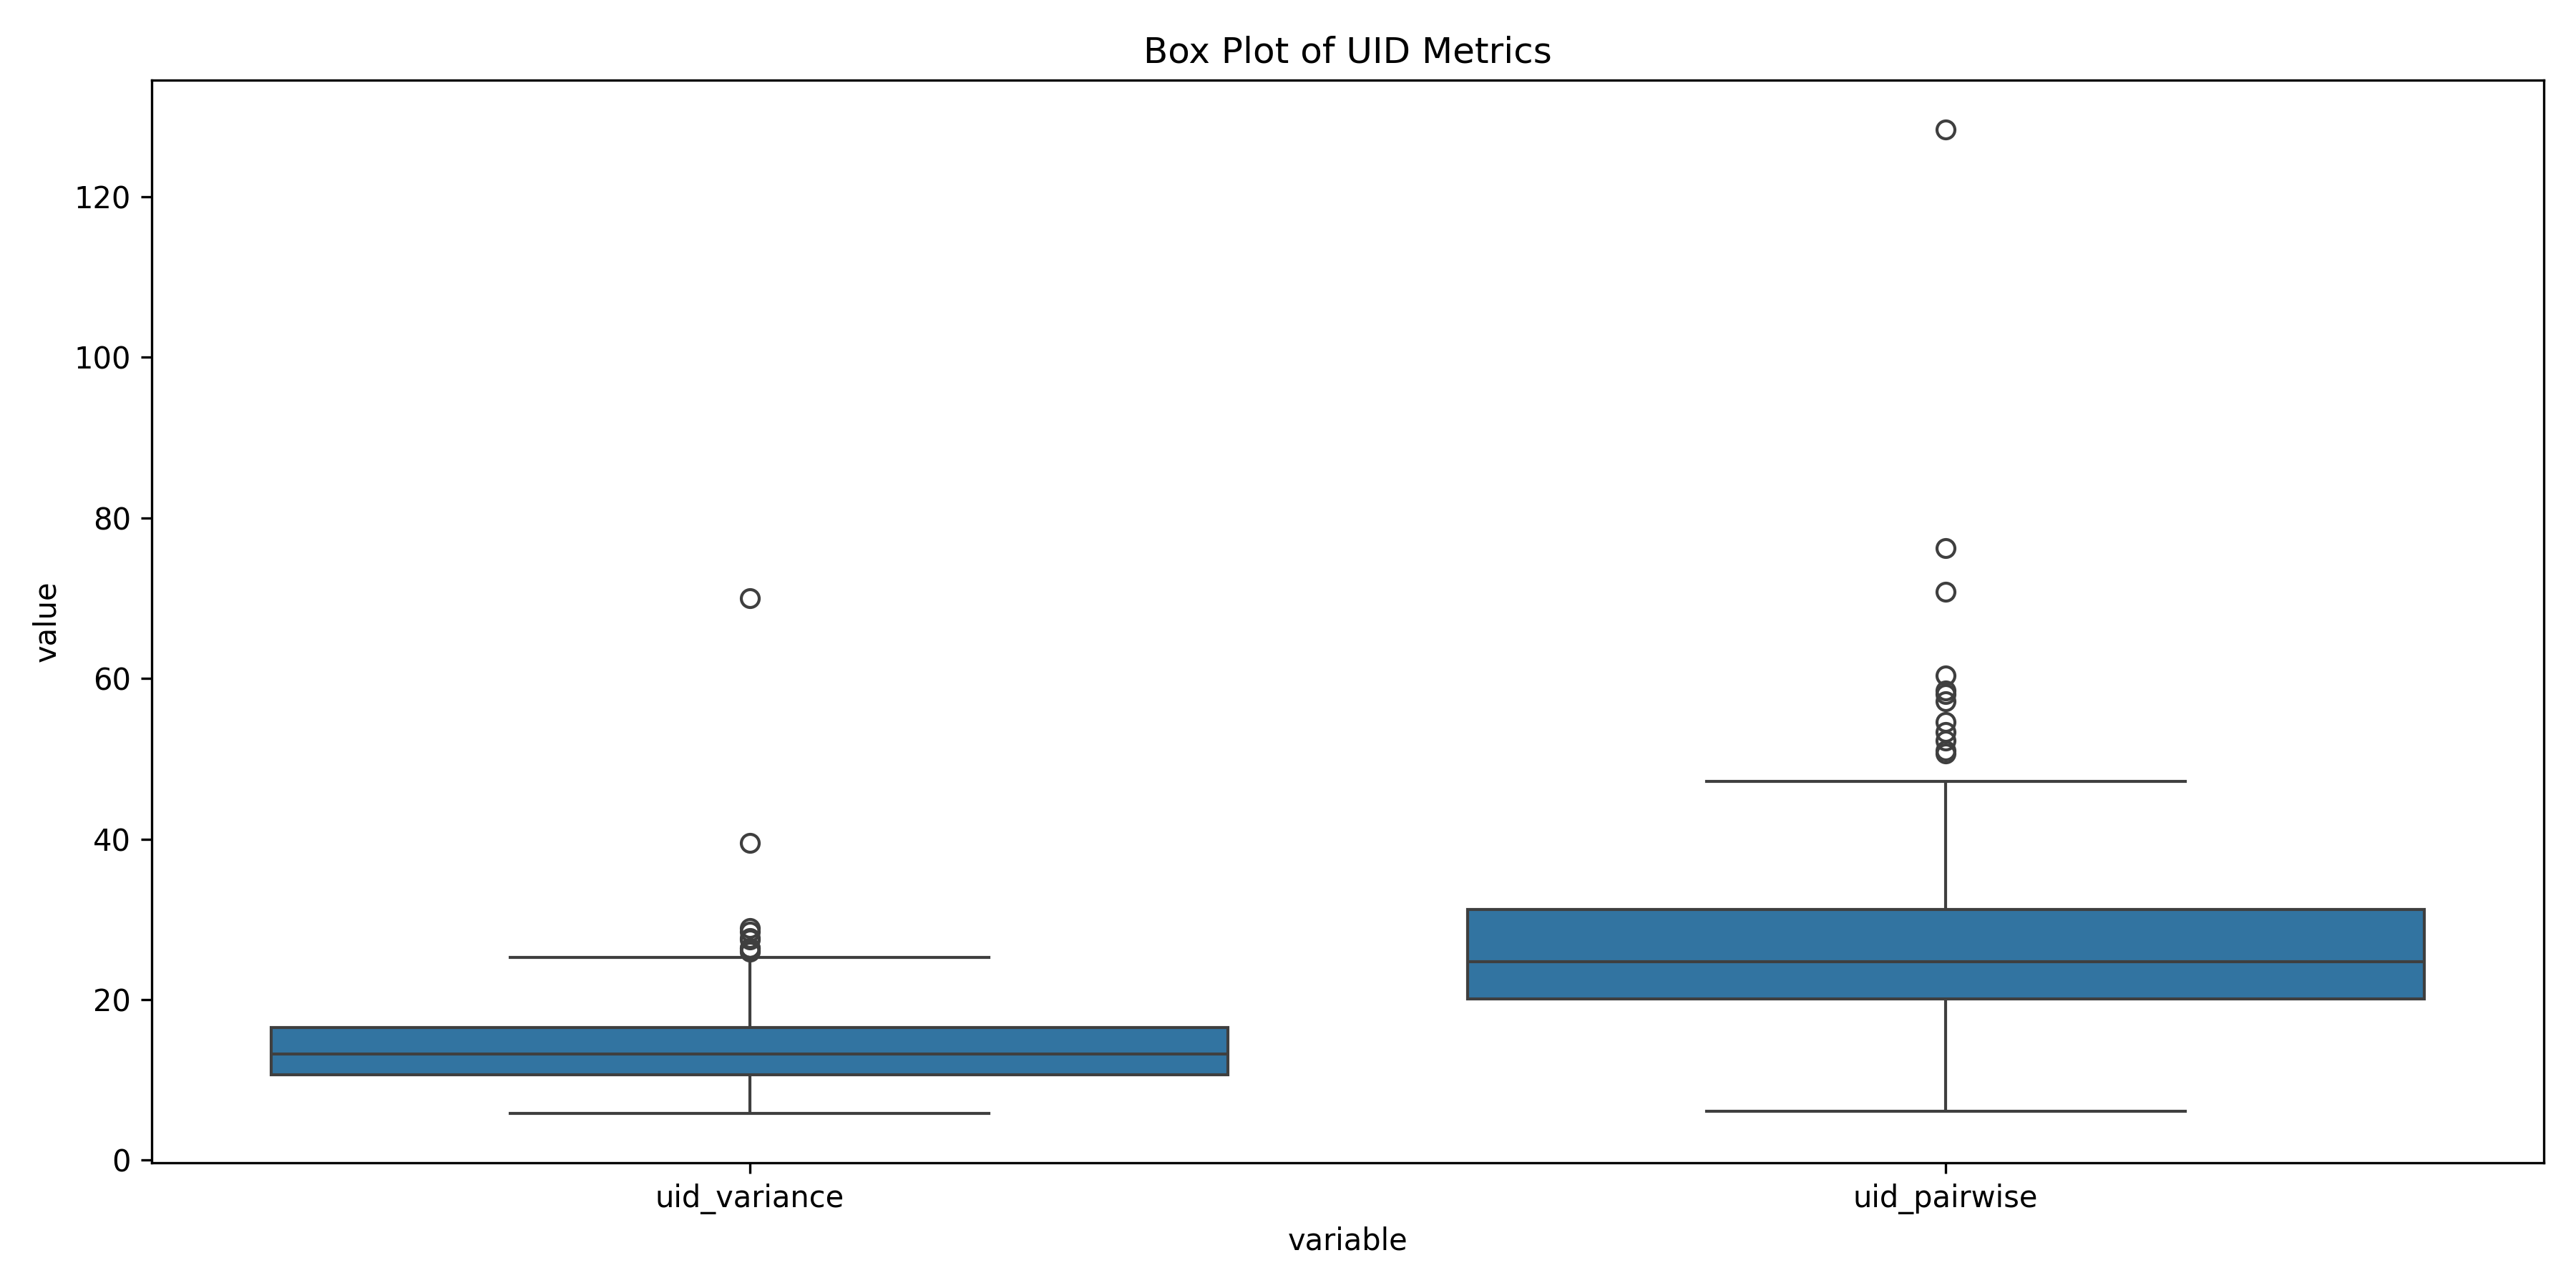 Box Plot of UID Metrics
120
100
80
60
40
20
0
value
uid_variance
uid_pairwise
variable